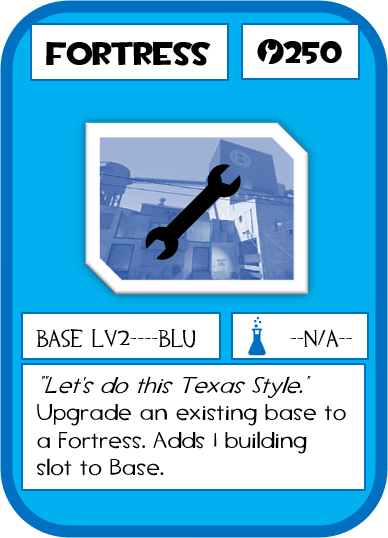 FORTRESS
250
BASE LV2----BLU
--N/A--
"Let's do this Texas Style."
Upgrade an existing base to
a Fortress. Adds 1 building
slot to Base.